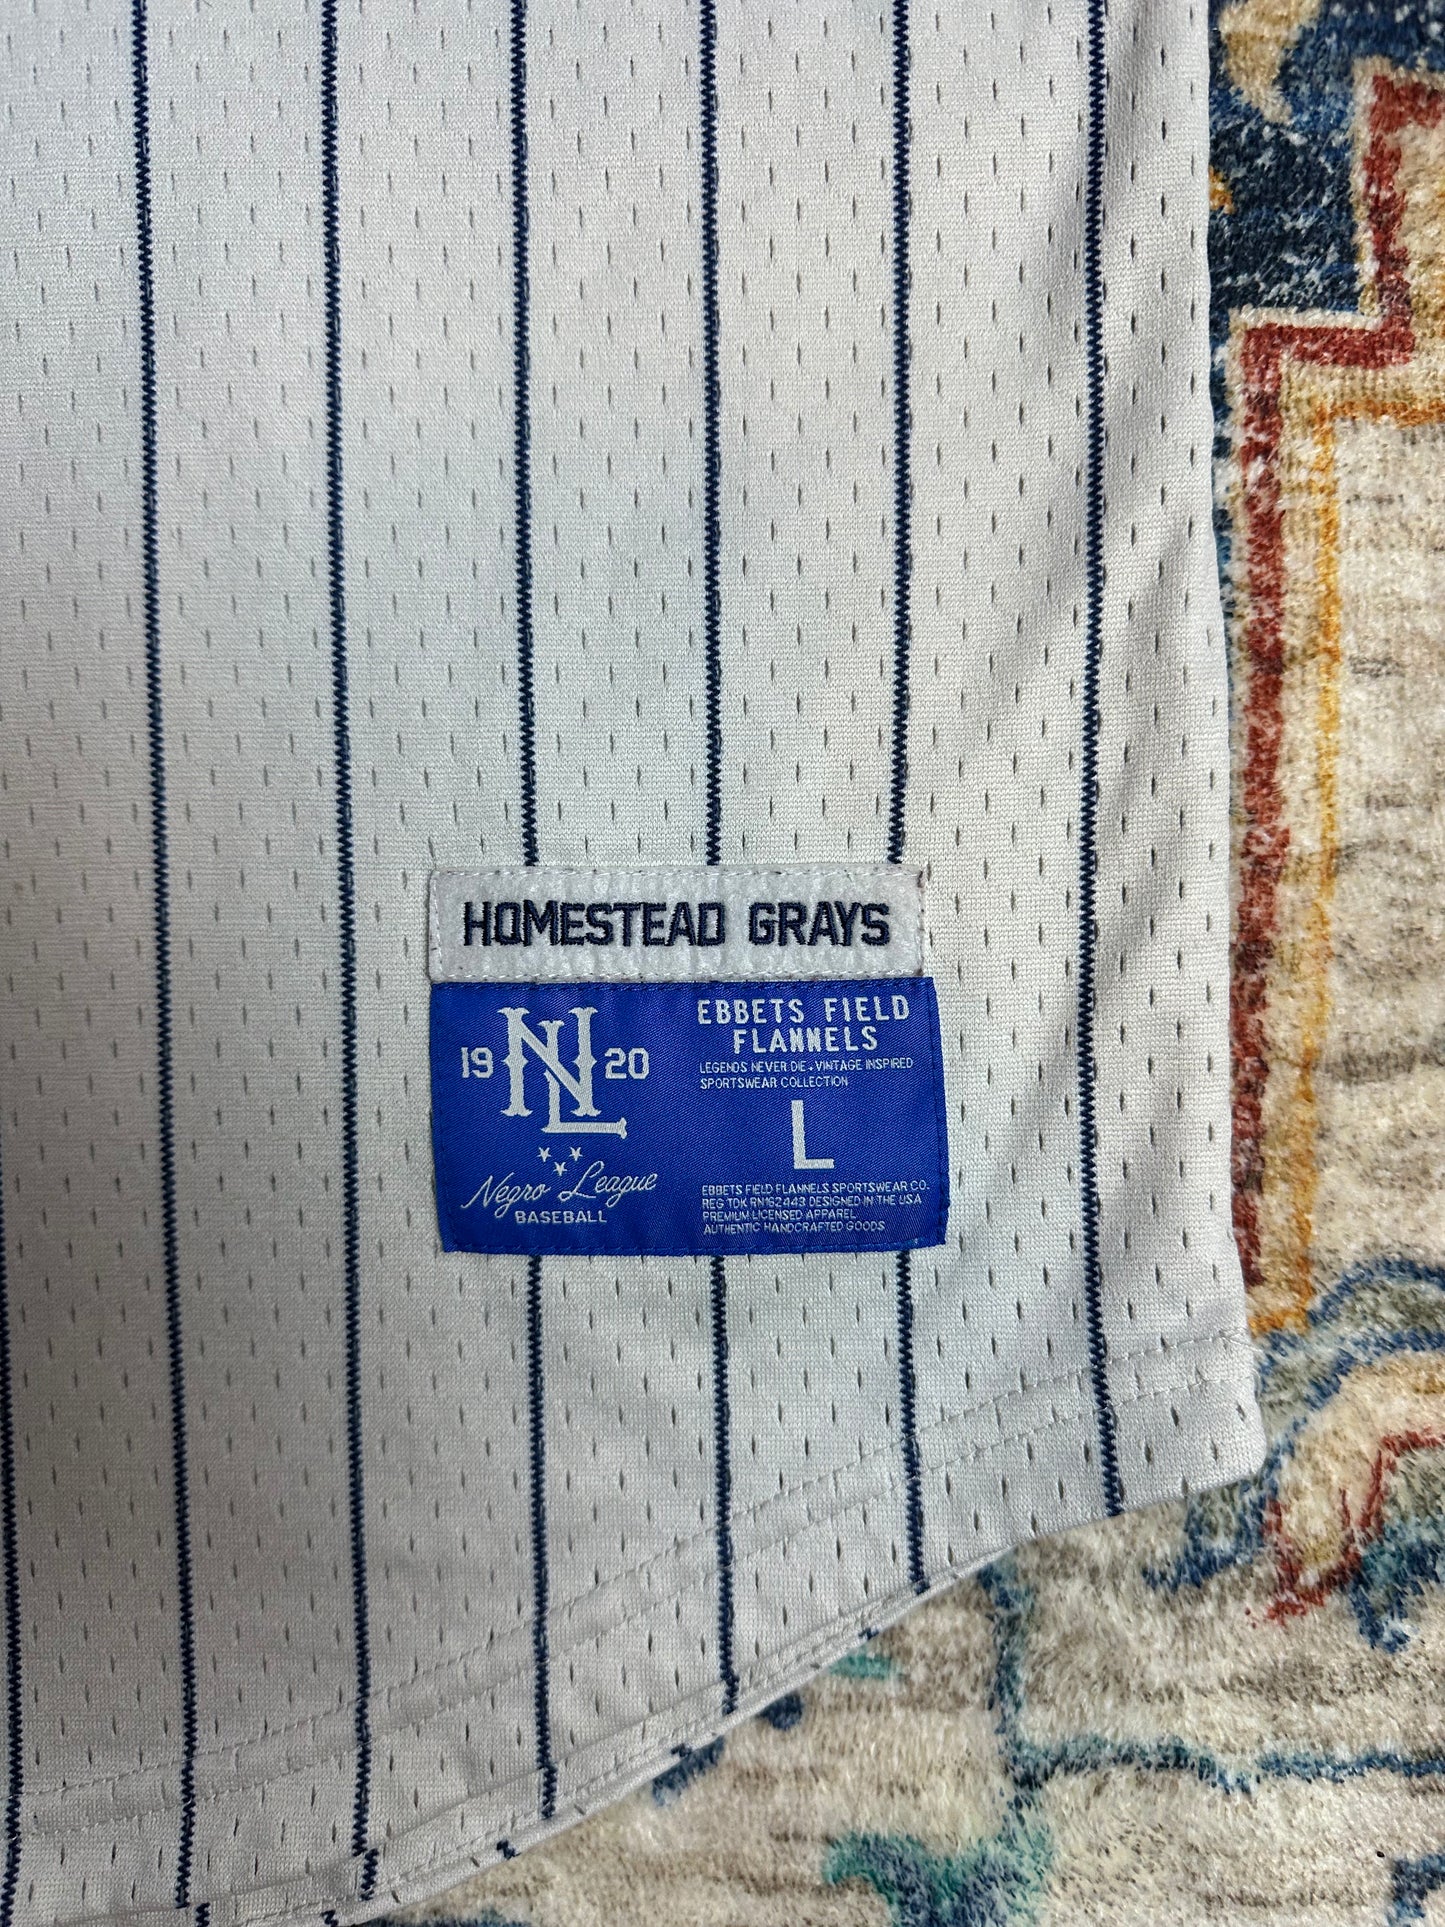 HOMESTEAD GRAYS
19 NL 20
Negro League
BASEBALL
EBBETS FIELD
FLANNELS
LEGENDS NEVER DIE • VINTAGE INSPIRED
SPORTSWEAR COLLECTION
L
EBBETS FIELD FLANNELS SPORTSWEAR CO.
REG TDK RN162443 DESIGNED IN THE USA
PREMIUM LICENSED APPAREL
AUTHENTIC HANDCRAFTED GOODS